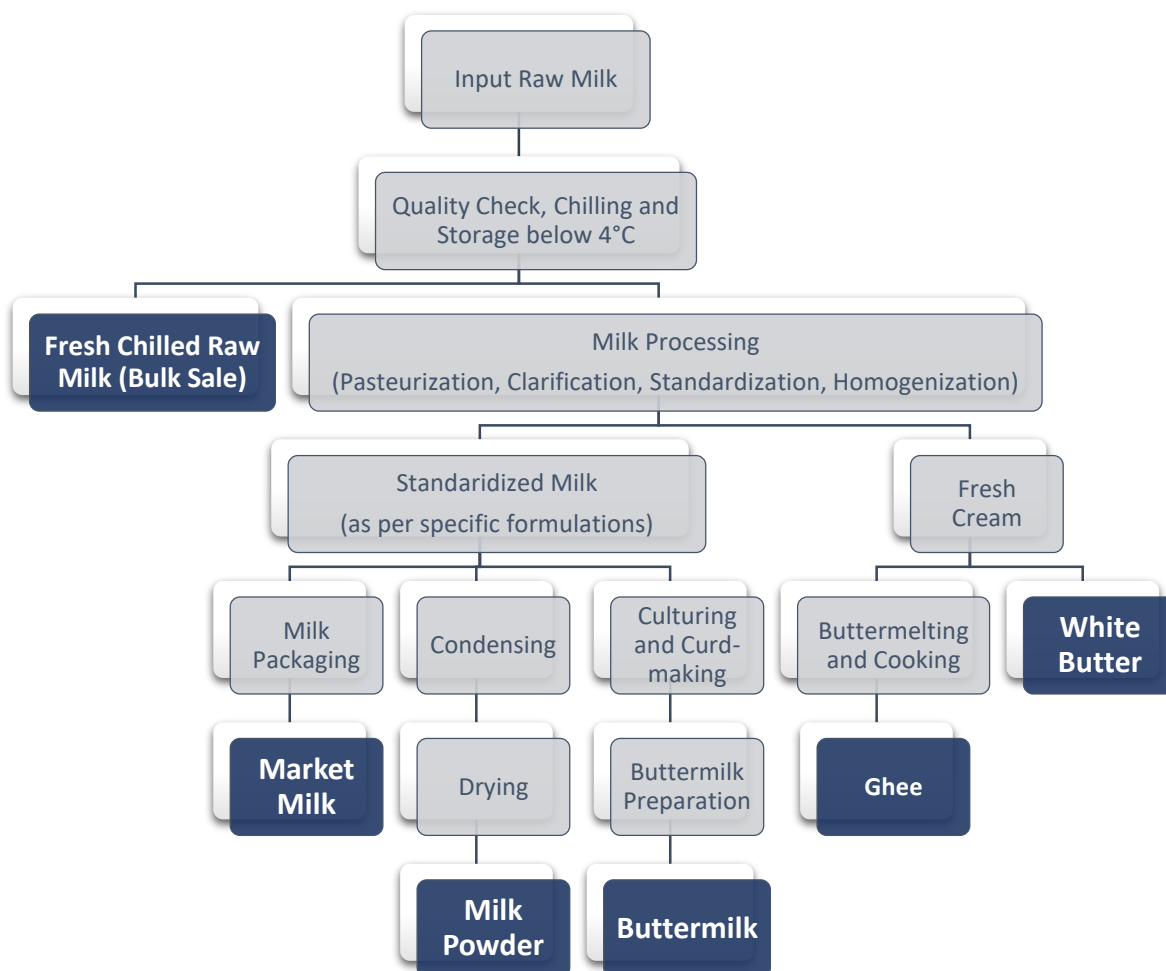 Input Raw Milk
Quality Check, Chilling and
Storage below 4°C
Fresh Chilled Raw
Milk (Bulk Sale)
Milk Processing
(Pasteurization, Clarification, Standardization, Homogenization)
Standaridized Milk
(as per specific formulations)
Fresh
Cream
Milk
Packaging
Condensing
Culturing
and Curd-
making
Buttermelting
and Cooking
White
Butter
Market
Milk
Drying
Buttermilk
Preparation
Ghee
Milk
Powder
Buttermilk